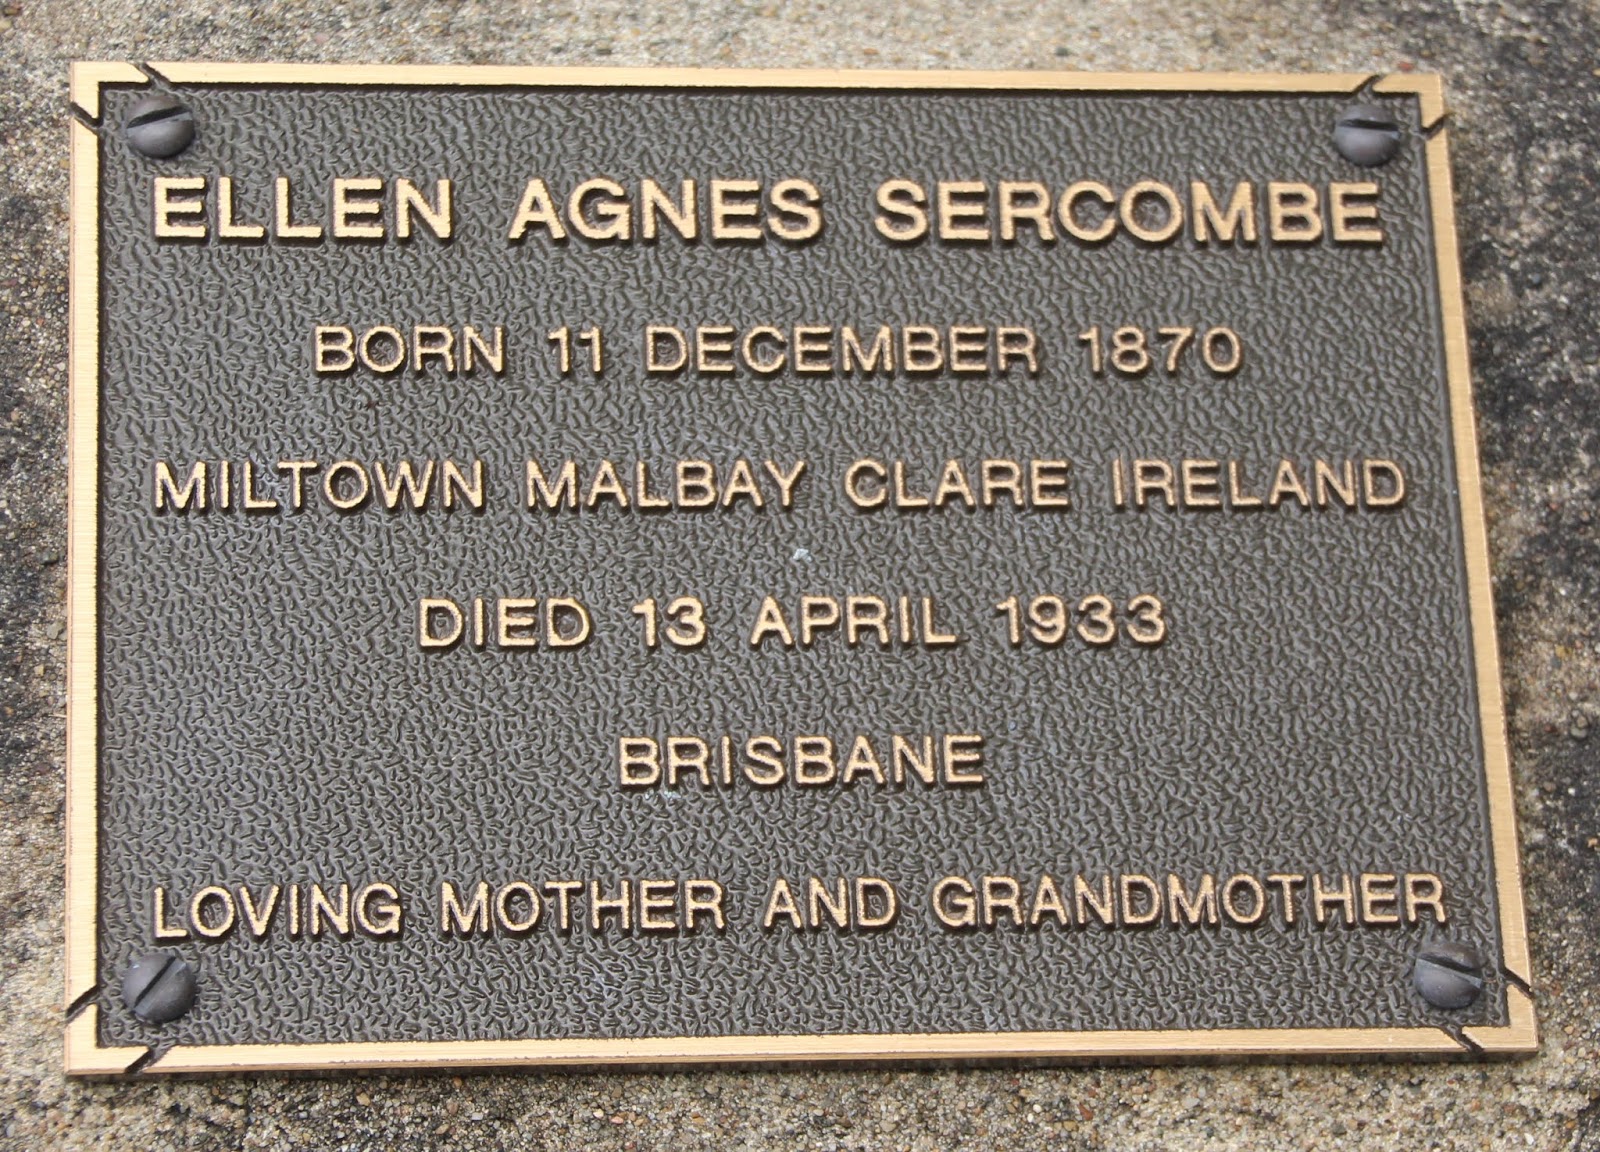 ELLEN AGNES SERCOMBE
BORN 11 DECEMBER 1870
MILTOWN MALBAY CLARE IRELAND
DIED 13 APRIL 1933
BRISBANE
LOVING MOTHER AND GRANDMOTHER